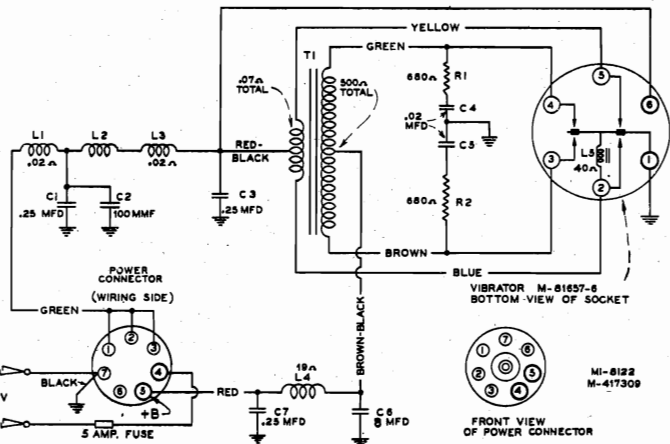 YELLOW
GREEN
T1
.07Ω TOTAL
500Ω TOTAL
680Ω R1
C4
.02 MFD
C5
680Ω R2
5
6
4
3
1
2
L5
40Ω
L1
.02Ω
L2
L3
.02Ω
RED-BLACK
C1
.25 MFD
C2
100MMF
C3
.25 MFD
BROWN
BLUE
VIBRATOR M-81657-6
BOTTOM VIEW OF SOCKET
POWER CONNECTOR
(WIRING SIDE)
GREEN
1
2
3
7
4
6
5
BLACK
+B
V
5 AMP. FUSE
RED
19Ω
L4
C7
.25 MFD
C6
8 MFD
BROWN-BLACK
7
1
6
2
5
3
4
MI-8122
M-417309
FRONT VIEW
OF POWER CONNECTOR